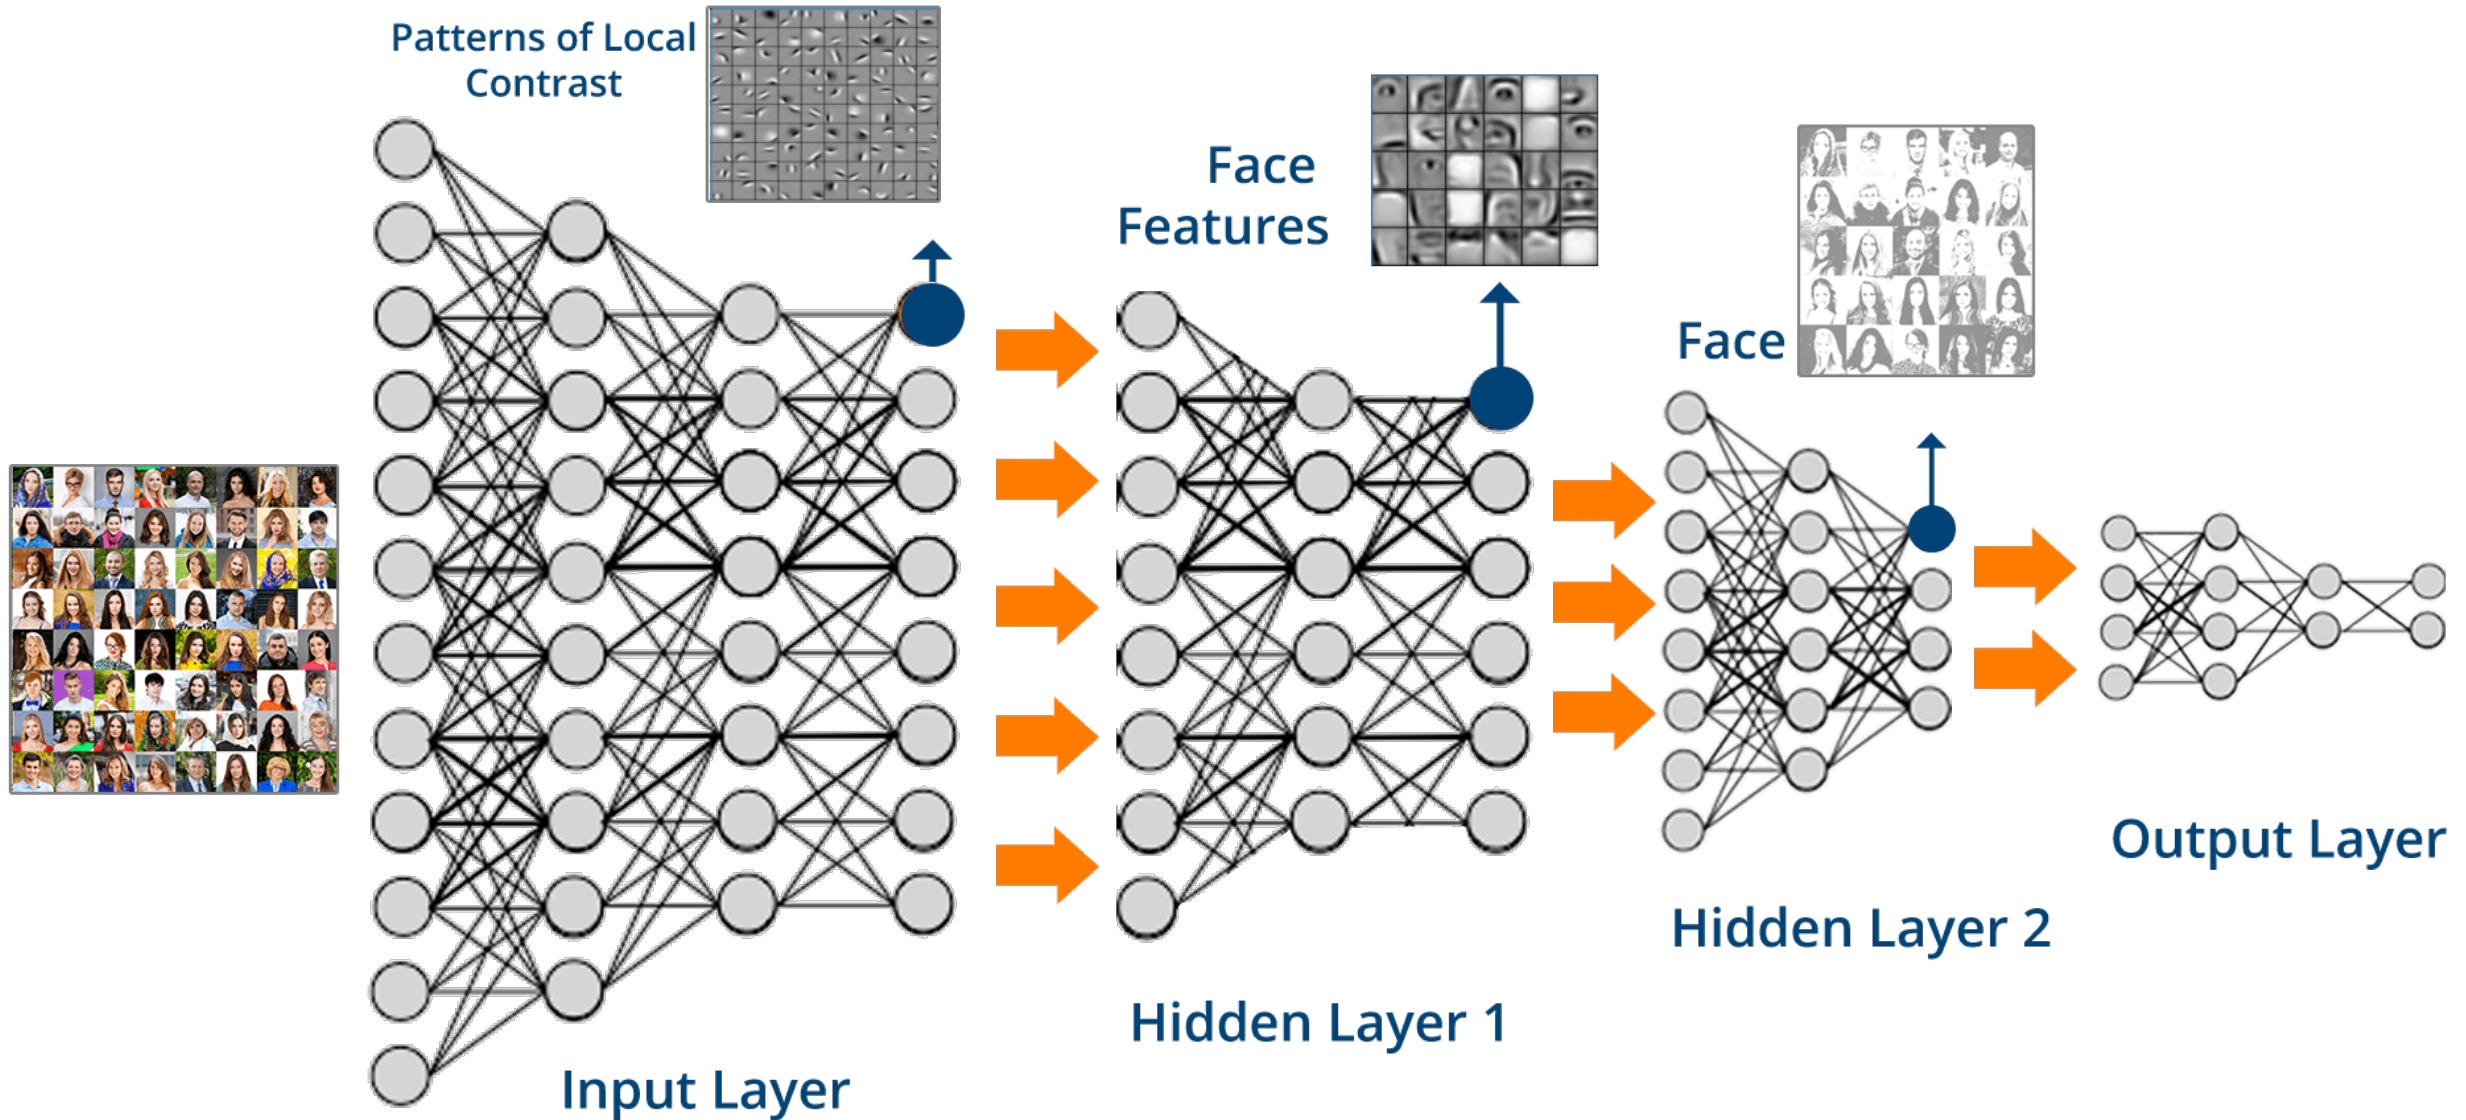 Patterns of Local
Contrast
Face
Features
Face
Input Layer
Hidden Layer 1
Hidden Layer 2
Output Layer